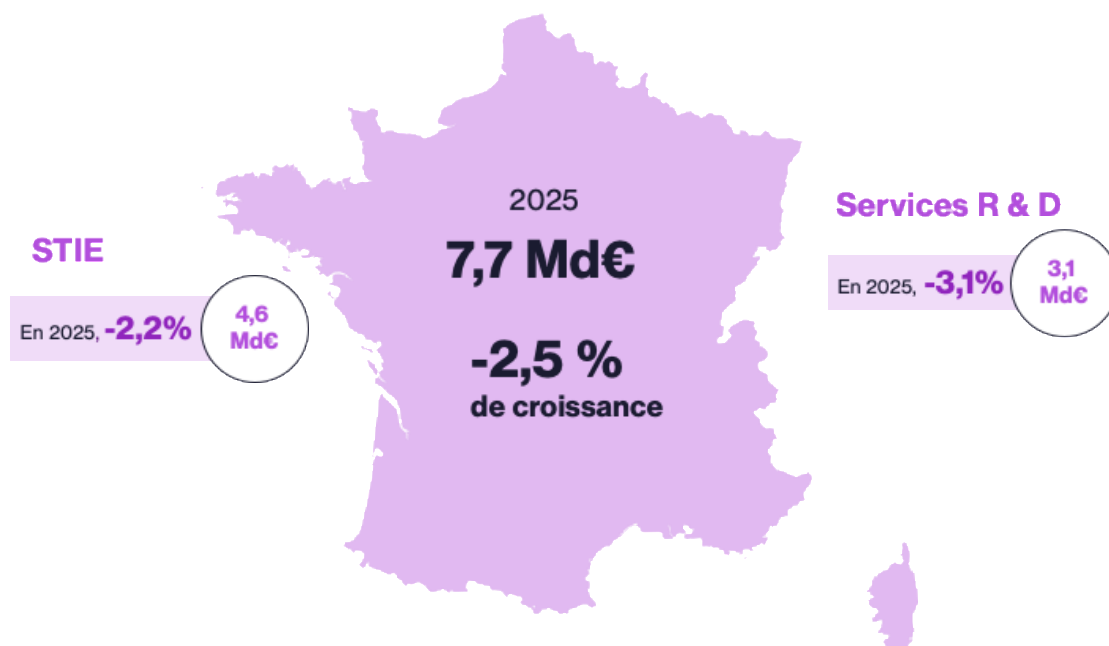 STIE
En 2025, -2,2%
4,6
Md€
2025
7,7 Md€
-2,5 %
de croissance
Services R & D
En 2025, -3,1%
3,1
Md€